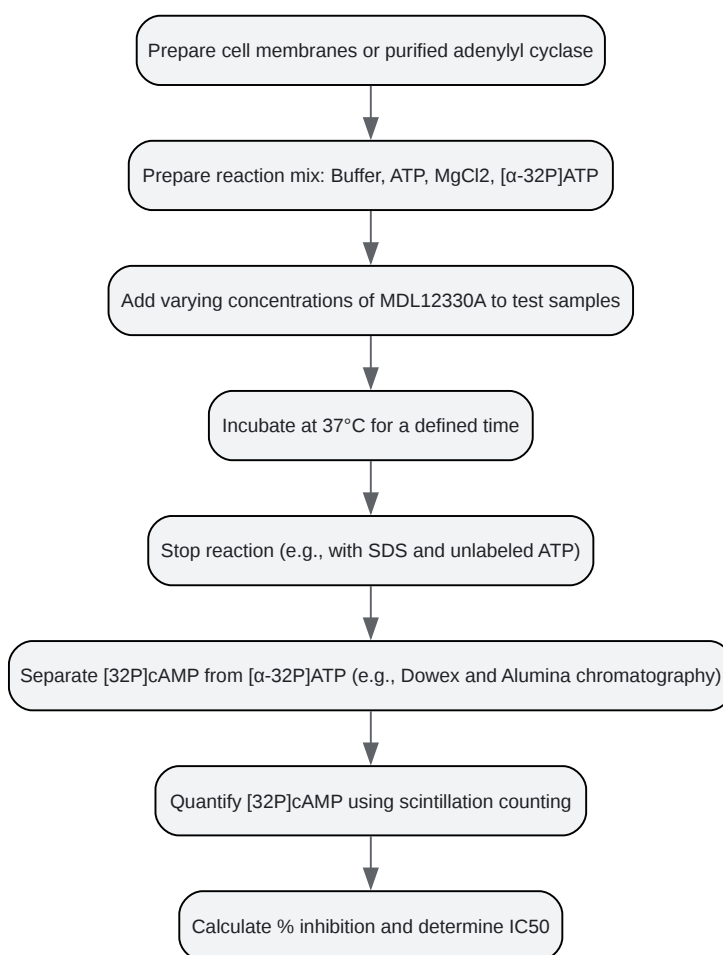 Prepare cell membranes or purified adenylyl cyclase
Prepare reaction mix: Buffer, ATP, MgCl2, [α-32P]ATP
Add varying concentrations of MDL12330A to test samples
Incubate at 37°C for a defined time
Stop reaction (e.g., with SDS and unlabeled ATP)
Separate [32P]cAMP from [α-32P]ATP (e.g., Dowex and Alumina chromatography)
Quantify [32P]cAMP using scintillation counting
Calculate % inhibition and determine IC50